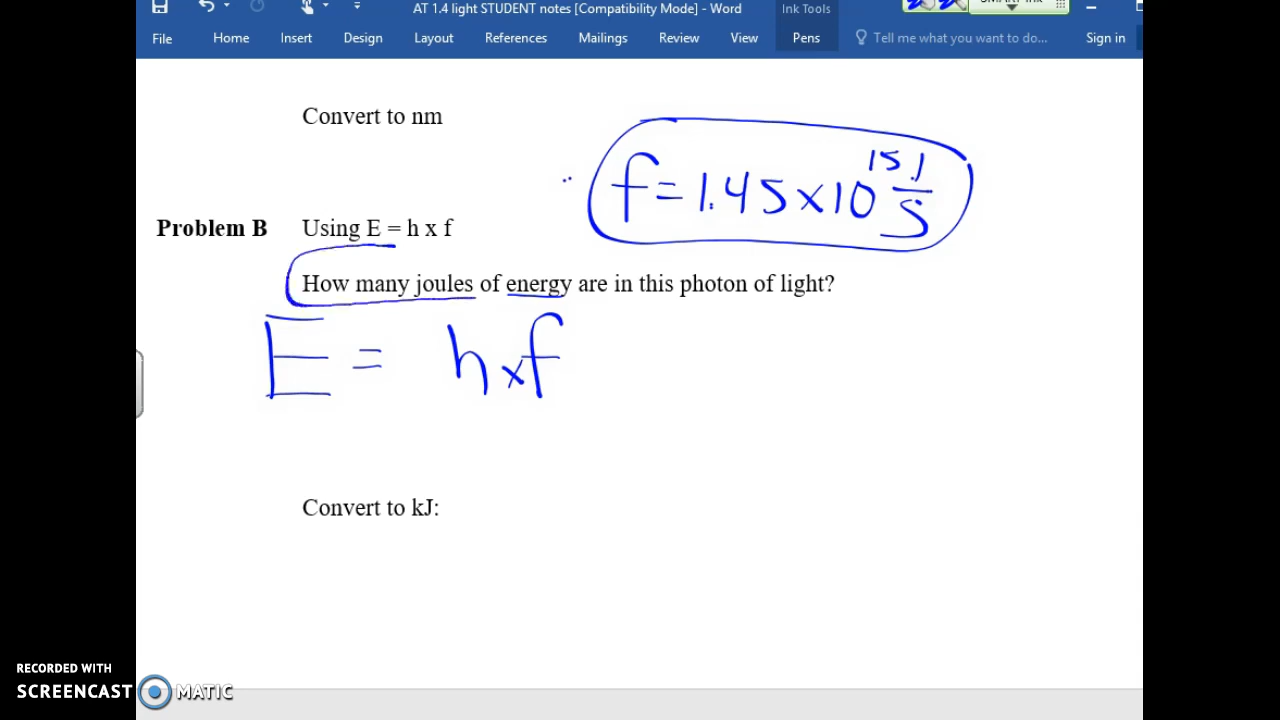 AT 1.4 light STUDENT notes [Compatibility Mode] - Word
Ink Tools
File Home Insert Design Layout References Mailings Review View Pens Tell me what you want to do... Sign in
Convert to nm
f = 1.45 x 10^15 1/s
Problem B Using E = h x f
How many joules of energy are in this photon of light?
E = h x f
Convert to kJ:
RECORDED WITH
SCREENCAST MATIC